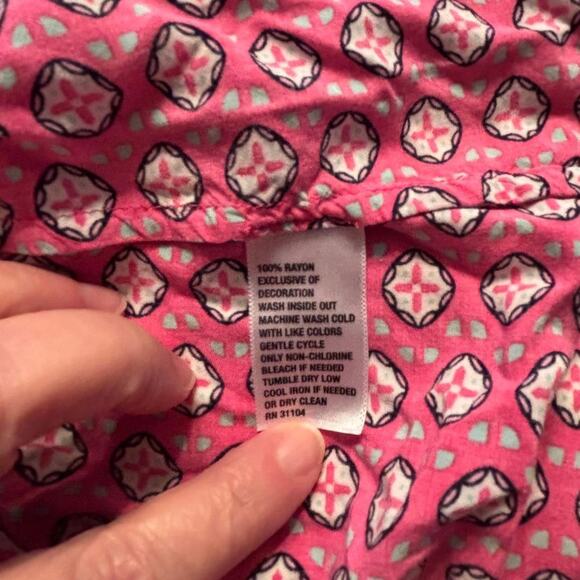 100% RAYON
EXCLUSIVE OF
DECORATION
WASH INSIDE OUT
MACHINE WASH COLD
WITH LIKE COLORS
GENTLE CYCLE
ONLY NON-CHLORINE
BLEACH IF NEEDED
TUMBLE DRY LOW
COOL IRON IF NEEDED
OR DRY CLEAN
RN 31104